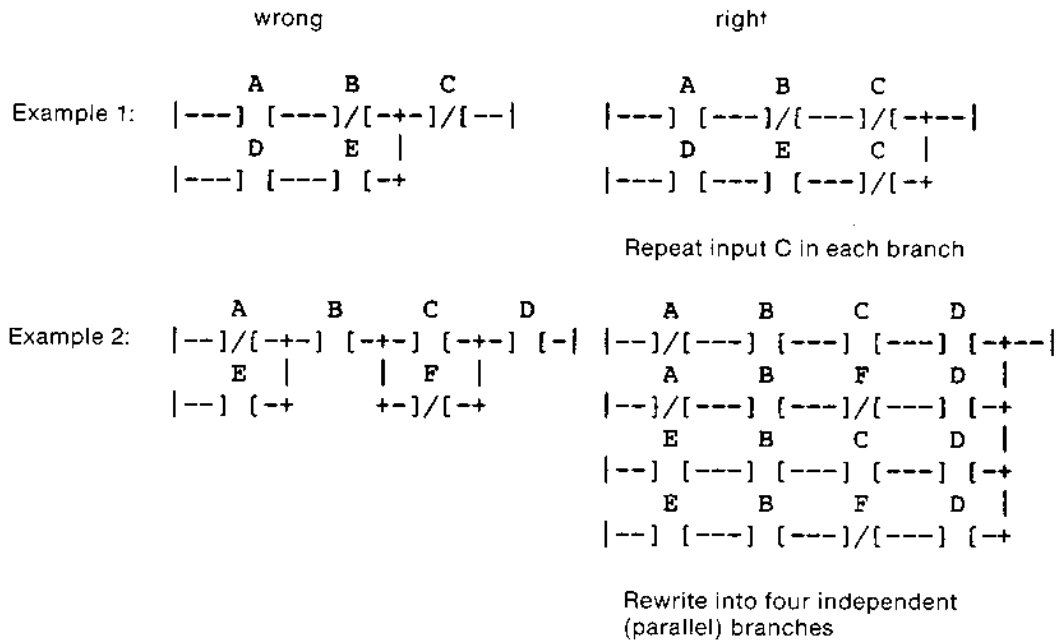 wrong right
A B C A B C
Example 1: |---] [---]/[-+-]/[--| |---] [---]/[---]/[-+--|
D E | D E C |
|---] [---] [-+ |---] [---] [---]/[-+
Repeat input C in each branch
A B C D A B C D
Example 2: |--]/[-+-] [-+-] [-+-] [-| |--]/[---] [---] [---] [-+--|
E | | F | A B F D |
|--] [-+ +-]/[-+ |--}/[---] [---]/[---] [-+
E B C D |
|--] [---] [---] [---] [-+
E B F D |
|--] [---] [---]/[---] [-+
Rewrite into four independent
(parallel) branches